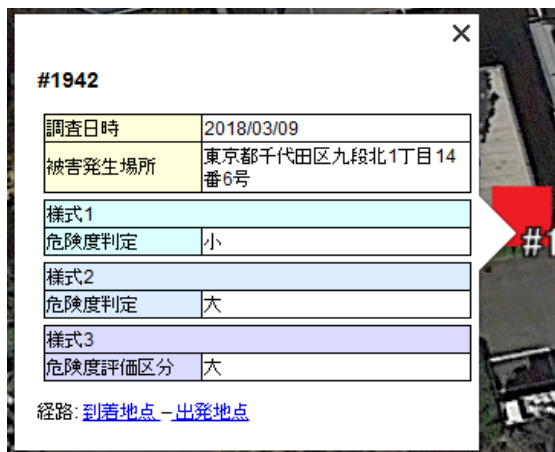 #1942
調査日時 2018/03/09
被害発生場所 東京都千代田区九段北1丁目14
番6号
様式1
危険度判定 小
様式2
危険度判定 大
様式3
危険度評価区分 大
経路: 到着地点 – 出発地点
#1